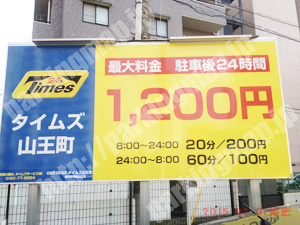 24h
Times
タイムズ
山王町
最大料金 駐車後24時間
1,200円
8:00~24:00 20分/200円
24:00~8:00 60分/100円